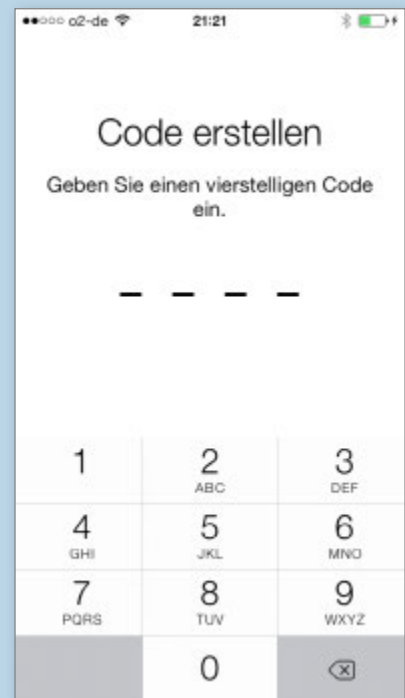 o2-de 21:21
Code erstellen
Geben Sie einen vierstelligen Code
ein.
1 2 3
ABC DEF
4 5 6
GHI JKL MNO
7 8 9
PQRS TUV WXYZ
0